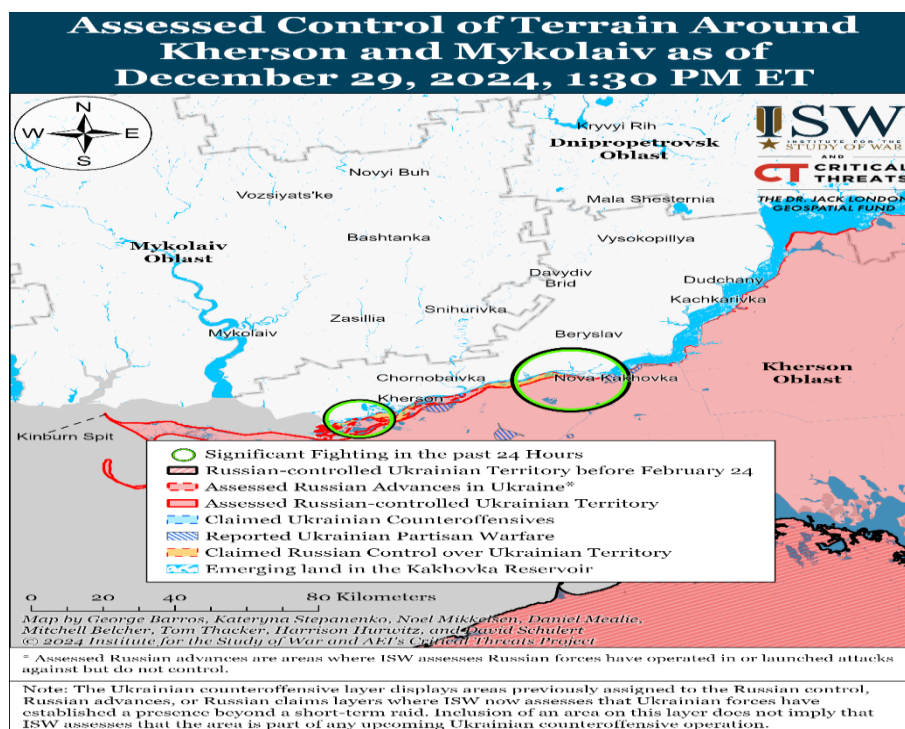 Assessed Control of Terrain Around
Kherson and Mykolaiv as of
December 29, 2024, 1:30 PM ET
N
W E
S
ISW
INSTITUTE FOR THE
STUDY OF WAR
AND
CT CRITICAL
THREATS
THE DR. JACK LONDON
GEOSPATIAL FUND
Kryvyi Rih
Dnipropetrovsk
Oblast
Novyi Buh
Vozsiyats'ke
Mala Shesternia
Bashtanka
Vysokopillya
Mykolaiv
Oblast
Davydiv
Brid
Dudchany
Kachkarivka
Snihurivka
Zasillia
Mykolaiv
Beryslav
Kherson
Oblast
Chornobaivka
Nova Kakhovka
Kherson
Kinburn Spit
Significant Fighting in the past 24 Hours
Russian-controlled Ukrainian Territory before February 24
Assessed Russian Advances in Ukraine*
Assessed Russian-controlled Ukrainian Territory
Claimed Ukrainian Counteroffensives
Reported Ukrainian Partisan Warfare
Claimed Russian Control over Ukrainian Territory
Emerging land in the Kakhovka Reservoir
0 20 40 80 Kilometers
Map by George Barros, Kateryna Stepanenko, Noel Mikkelsen, Daniel Mealie,
Mitchell Belcher, Tom Thacker, Harrison Hurwitz, and David Schulert
© 2024 Institute for the Study of War and AEI's Critical Threats Project
* Assessed Russian advances are areas where ISW assesses Russian forces have operated in or launched attacks
against but do not control.
Note: The Ukrainian counteroffensive layer displays areas previously assigned to the Russian control,
Russian advances, or Russian claims layers where ISW now assesses that Ukrainian forces have
established a presence beyond a short-term raid. Inclusion of an area on this layer does not imply that
ISW assesses that the area is part of any upcoming Ukrainian counteroffensive operation.